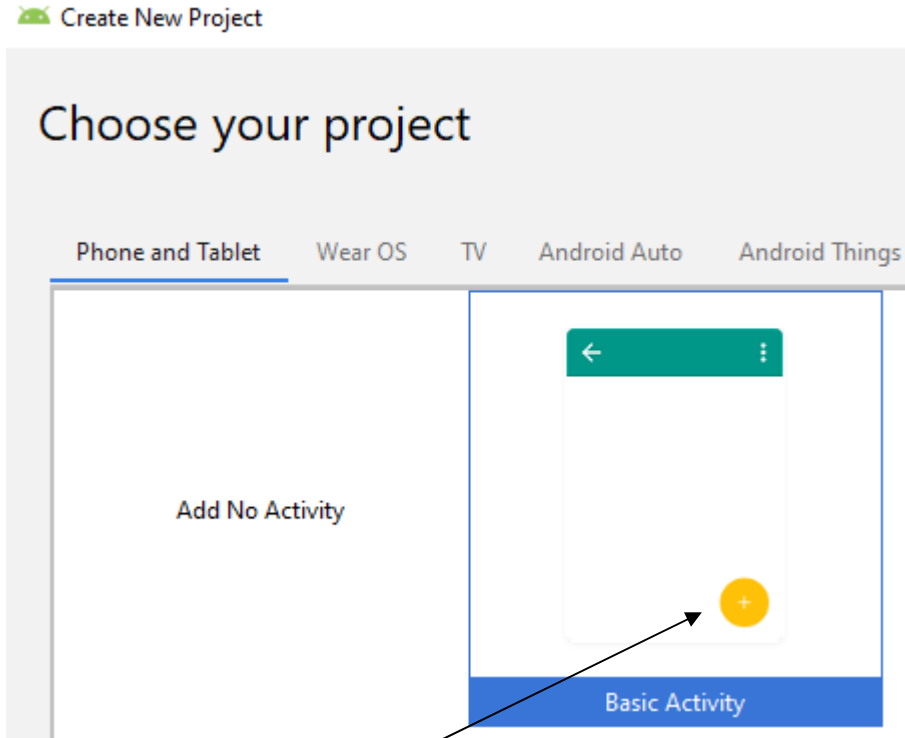 Create New Project
Choose your project
Phone and Tablet Wear OS TV Android Auto Android Things
Add No Activity
Basic Activity